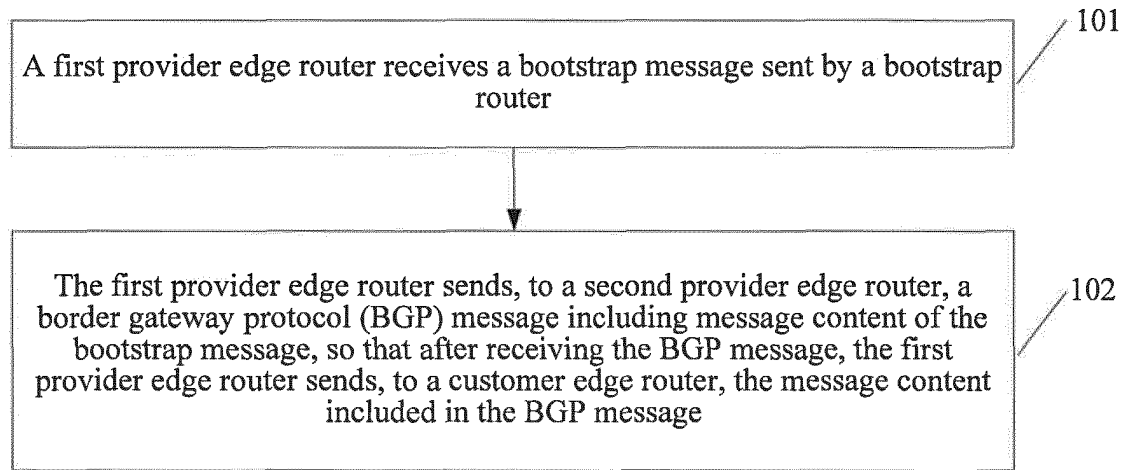 101
A first provider edge router receives a bootstrap message sent by a bootstrap
router
102
The first provider edge router sends, to a second provider edge router, a
border gateway protocol (BGP) message including message content of the
bootstrap message, so that after receiving the BGP message, the first
provider edge router sends, to a customer edge router, the message content
included in the BGP message